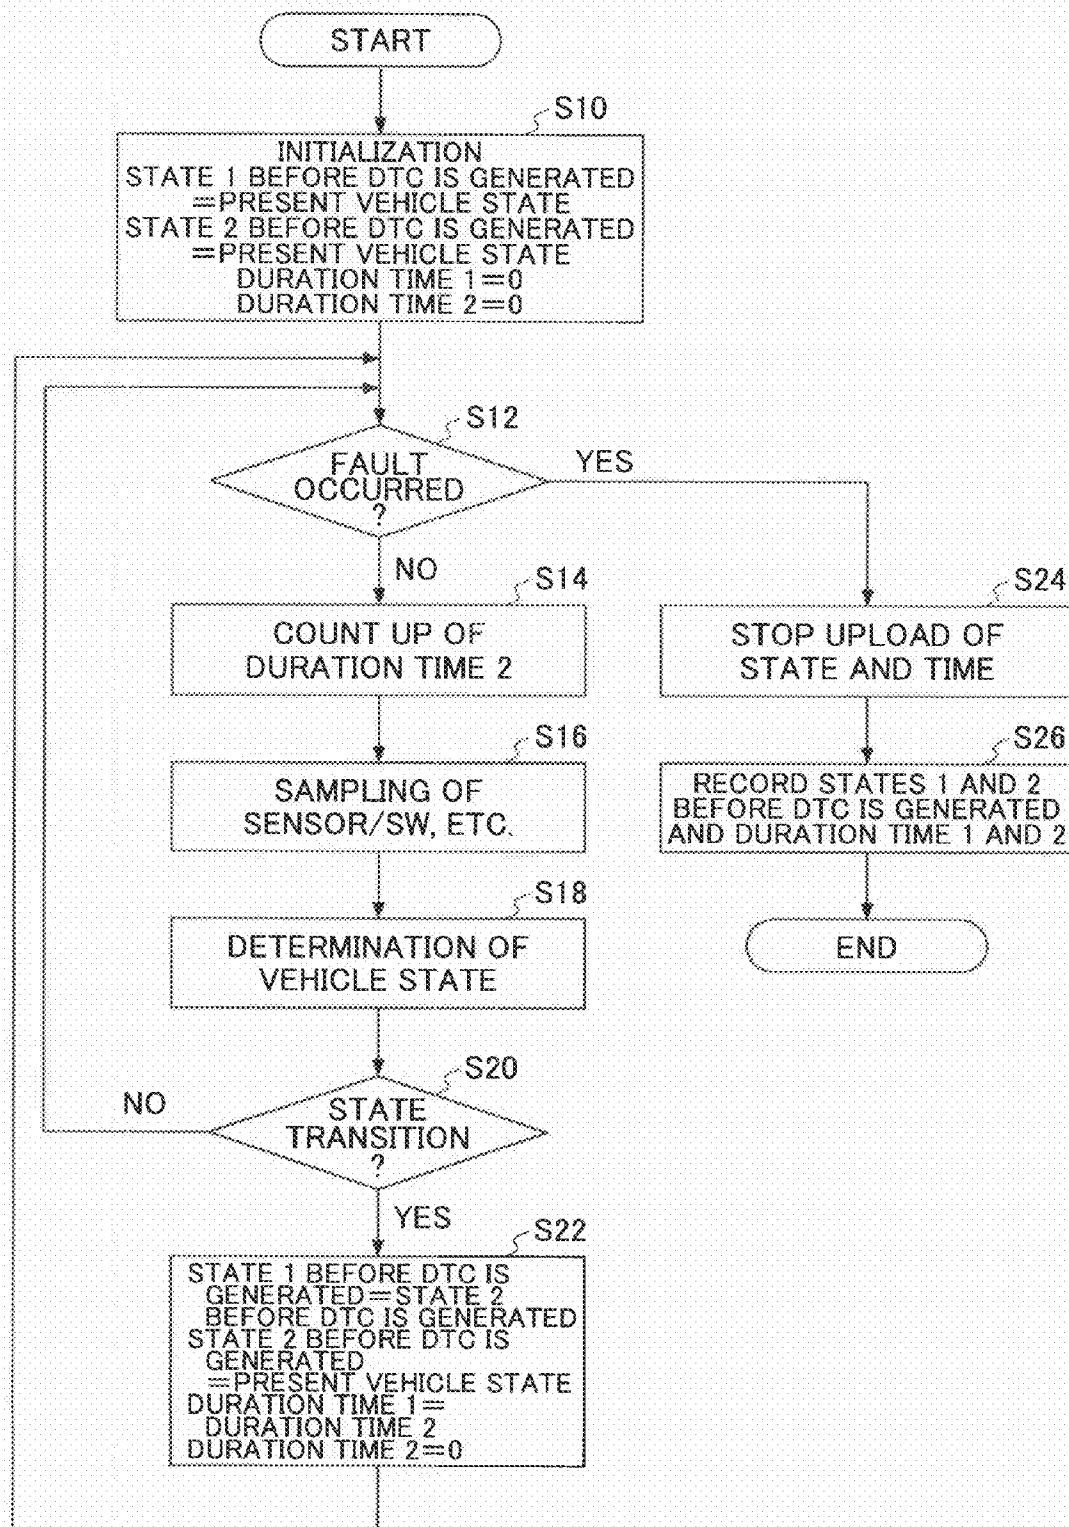 START
S10
INITIALIZATION
STATE 1 BEFORE DTC IS GENERATED
=PRESENT VEHICLE STATE
STATE 2 BEFORE DTC IS GENERATED
=PRESENT VEHICLE STATE
DURATION TIME 1=0
DURATION TIME 2=0
S12
FAULT
OCCURRED
?
YES
NO
S14
COUNT UP OF
DURATION TIME 2
S24
STOP UPLOAD OF
STATE AND TIME
S16
SAMPLING OF
SENSOR/SW, ETC.
S26
RECORD STATES 1 AND 2
BEFORE DTC IS GENERATED
AND DURATION TIME 1 AND 2
S18
DETERMINATION OF
VEHICLE STATE
END
S20
STATE
TRANSITION
?
NO
YES
S22
STATE 1 BEFORE DTC IS
GENERATED=STATE 2
BEFORE DTC IS GENERATED
STATE 2 BEFORE DTC IS
GENERATED
=PRESENT VEHICLE STATE
DURATION TIME 1=
DURATION TIME 2
DURATION TIME 2=0